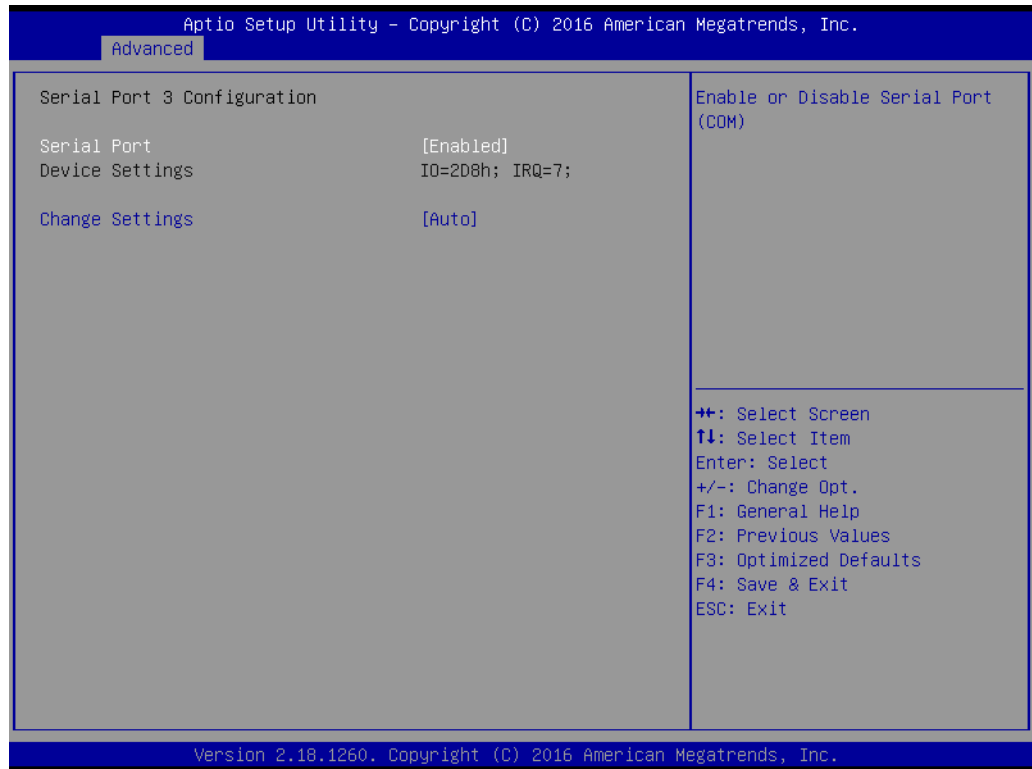 Aptio Setup Utility – Copyright (C) 2016 American Megatrends, Inc.
Advanced
Serial Port 3 Configuration
Serial Port [Enabled]
Device Settings IO=2D8h; IRQ=7;
Change Settings [Auto]
Enable or Disable Serial Port
(COM)
→←: Select Screen
↑↓: Select Item
Enter: Select
+/-: Change Opt.
F1: General Help
F2: Previous Values
F3: Optimized Defaults
F4: Save & Exit
ESC: Exit
Version 2.18.1260. Copyright (C) 2016 American Megatrends, Inc.